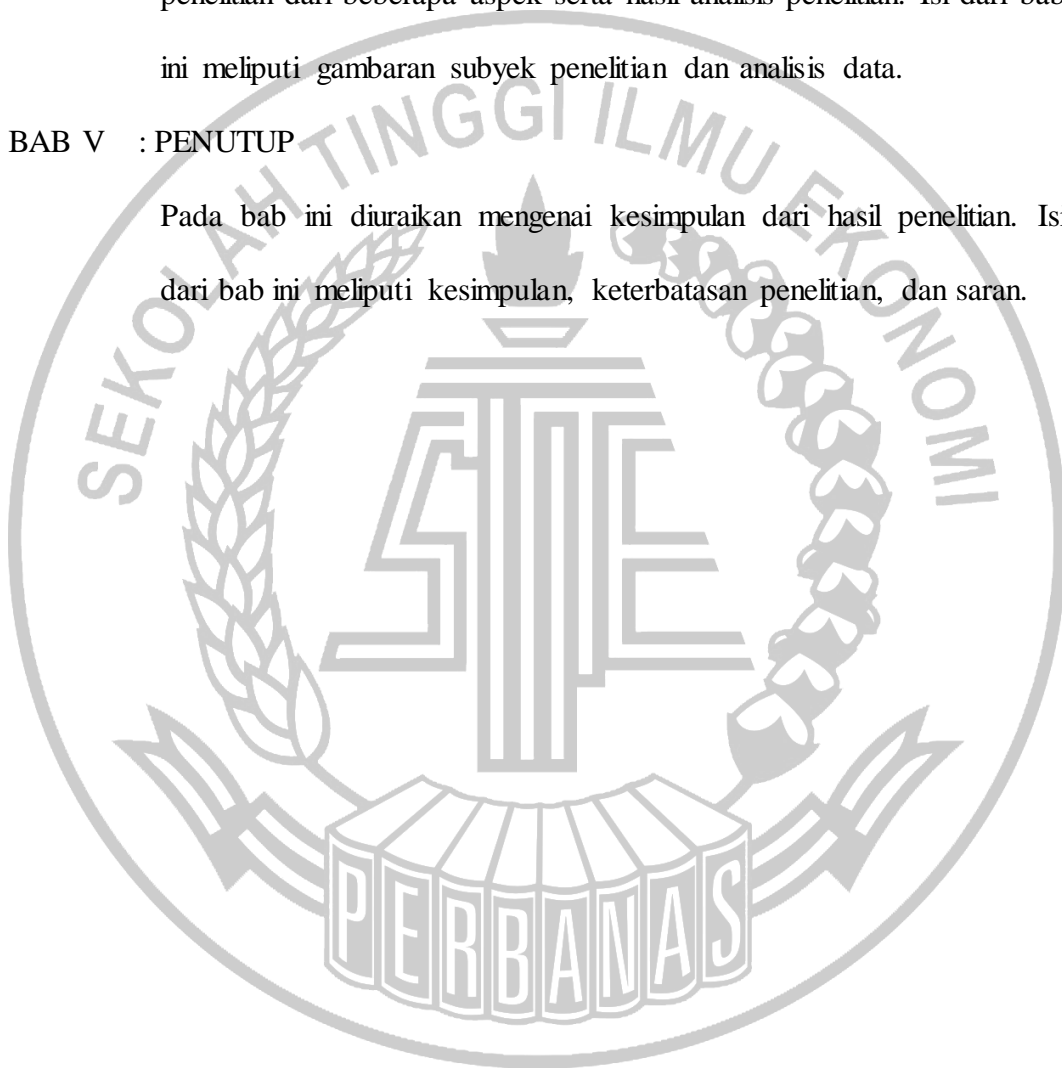 penelitian dari beberapa aspek serta hasil analisis penelitian. Isi dari bab
ini meliputi gambaran subyek penelitian dan analisis data.
BAB V : PENUTUP
Pada bab ini diuraikan mengenai kesimpulan dari hasil penelitian. Isi
dari bab ini meliputi kesimpulan, keterbatasan penelitian, dan saran.
SEKOLAH TINGGI ILMU EKONOMI
STIE
PERBANAS